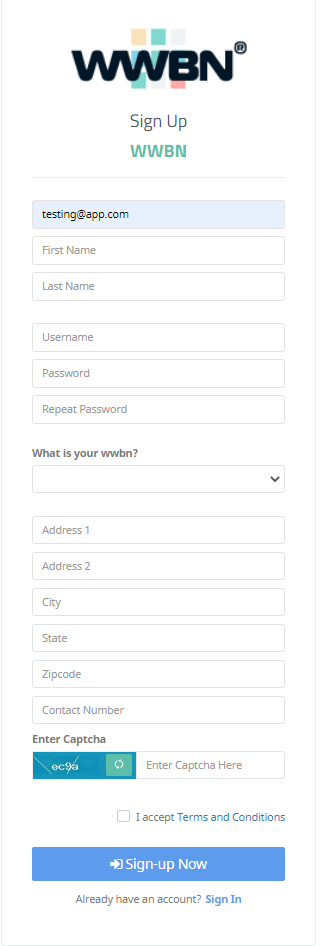 WWBN®
Sign Up
WWBN
testing@app.com
First Name
Last Name
Username
Password
Repeat Password
What is your wwbn?
Address 1
Address 2
City
State
Zipcode
Contact Number
Enter Captcha
ec9a Enter Captcha Here
I accept Terms and Conditions
Sign-up Now
Already have an account? Sign In